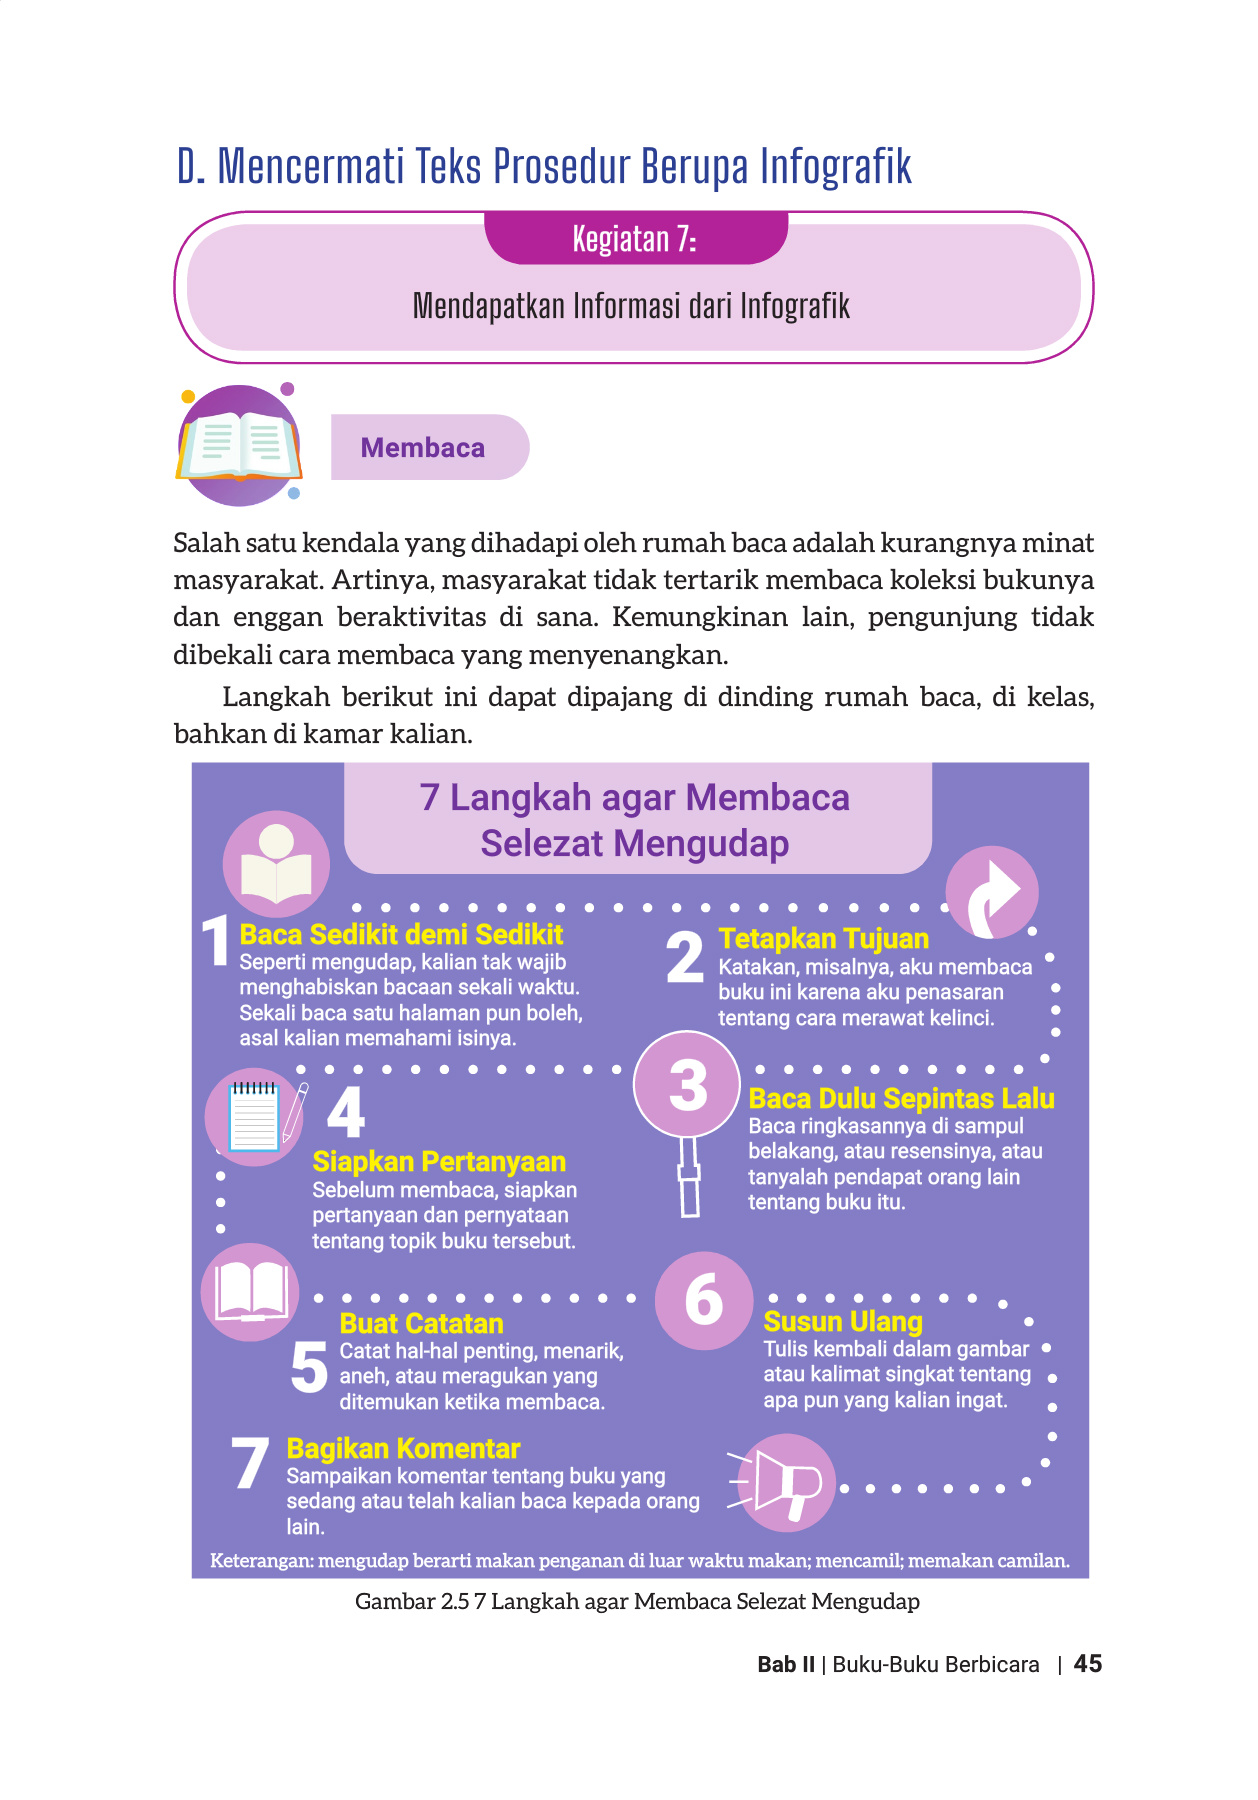 D. Mencermati Teks Prosedur Berupa Infografik
Kegiatan 7:
Mendapatkan Informasi dari Infografik
Membaca
Salah satu kendala yang dihadapi oleh rumah baca adalah kurangnya minat
masyarakat. Artinya, masyarakat tidak tertarik membaca koleksi bukunya
dan enggan beraktivitas di sana. Kemungkinan lain, pengunjung tidak
dibekali cara membaca yang menyenangkan.
Langkah berikut ini dapat dipajang di dinding rumah baca, di kelas,
bahkan di kamar kalian.
7 Langkah agar Membaca
Selezat Mengudap
1 Baca Sedikit demi Sedikit
Seperti mengudap, kalian tak wajib
menghabiskan bacaan sekali waktu.
Sekali baca satu halaman pun boleh,
asal kalian memahami isinya.
2 Tetapkan Tujuan
Katakan, misalnya, aku membaca
buku ini karena aku penasaran
tentang cara merawat kelinci.
3
Baca Dulu Sepintas Lalu
Baca ringkasannya di sampul
belakang, atau resensinya, atau
tanyalah pendapat orang lain
tentang buku itu.
4
Siapkan Pertanyaan
Sebelum membaca, siapkan
pertanyaan dan pernyataan
tentang topik buku tersebut.
5 Buat Catatan
Catat hal-hal penting, menarik,
aneh, atau meragukan yang
ditemukan ketika membaca.
6
Susun Ulang
Tulis kembali dalam gambar
atau kalimat singkat tentang
apa pun yang kalian ingat.
7 Bagikan Komentar
Sampaikan komentar tentang buku yang
sedang atau telah kalian baca kepada orang
lain.
Keterangan: mengudap berarti makan penganan di luar waktu makan; mencamil; memakan camilan.
Gambar 2.5 7 Langkah agar Membaca Selezat Mengudap
Bab II | Buku-Buku Berbicara | 45